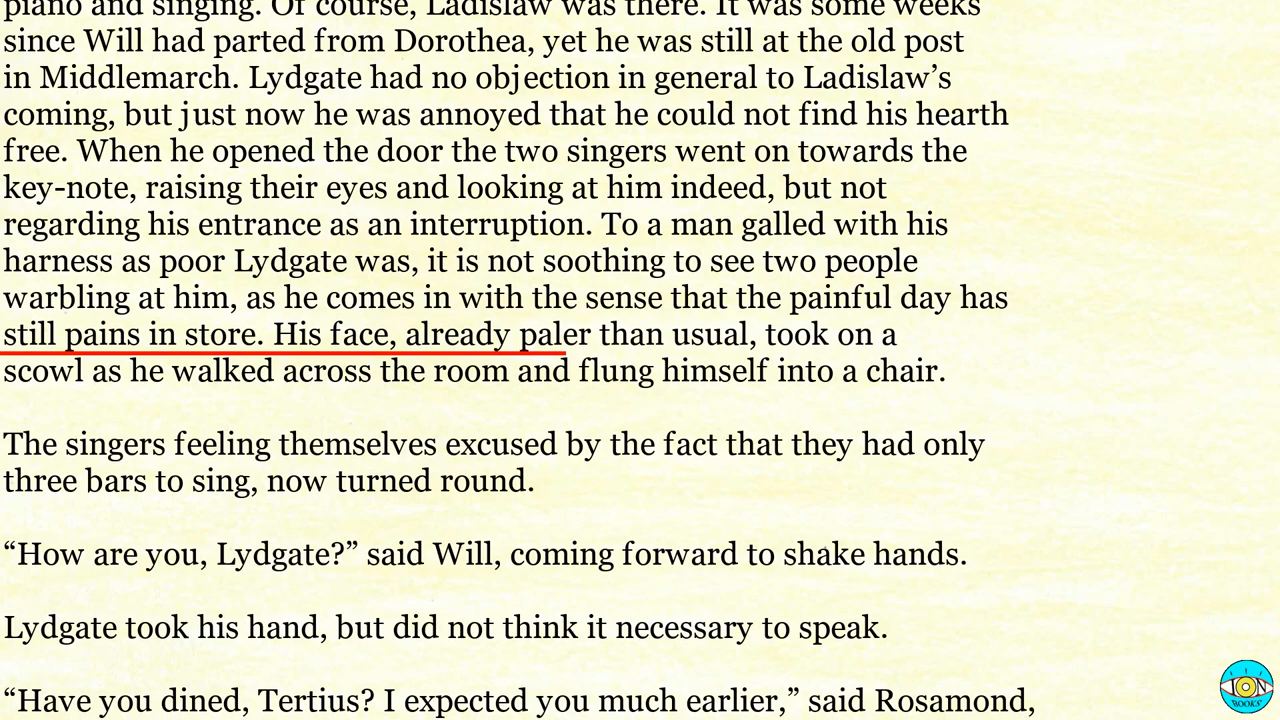 piano and singing. Of course, Ladislaw was there. It was some weeks
since Will had parted from Dorothea, yet he was still at the old post
in Middlemarch. Lydgate had no objection in general to Ladislaw’s
coming, but just now he was annoyed that he could not find his hearth
free. When he opened the door the two singers went on towards the
key-note, raising their eyes and looking at him indeed, but not
regarding his entrance as an interruption. To a man galled with his
harness as poor Lydgate was, it is not soothing to see two people
warbling at him, as he comes in with the sense that the painful day has
still pains in store. His face, already paler than usual, took on a
scowl as he walked across the room and flung himself into a chair.
The singers feeling themselves excused by the fact that they had only
three bars to sing, now turned round.
“How are you, Lydgate?” said Will, coming forward to shake hands.
Lydgate took his hand, but did not think it necessary to speak.
“Have you dined, Tertius? I expected you much earlier,” said Rosamond,
ION
BOOKS